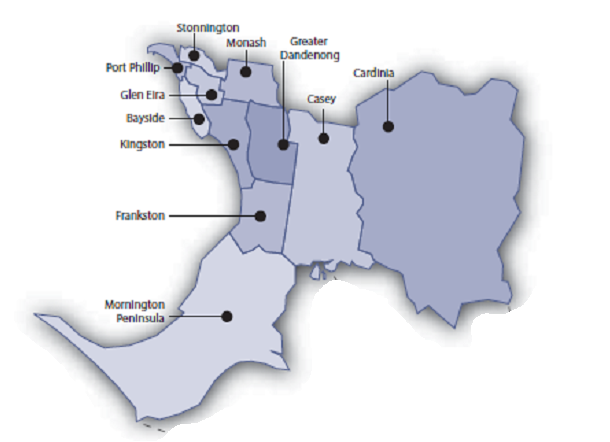 Stonnington
Monash
Greater
Dandenong
Port Phillip
Cardinia
Glen Eira
Casey
Bayside
Kingston
Frankston
Mornington
Peninsula